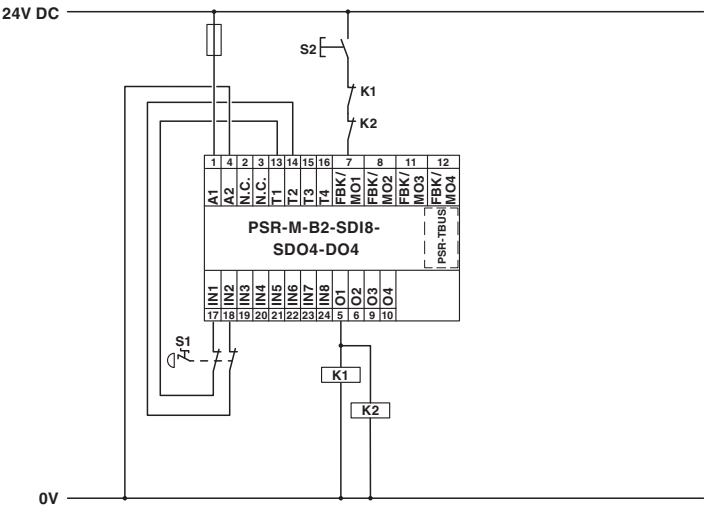 24V DC
S2
K1
K2
1 4 2 3 13 14 15 16 7 8 11 12
A1 A2 N.C. N.C. T1 T2 T3 T4 FBK/ MO1 FBK/ MO2 FBK/ MO3 FBK/ MO4
PSR-M-B2-SDI8-
SDO4-DO4
PSR-TBUS
IN1 IN2 IN3 IN4 IN5 IN6 IN7 IN8 O1 O2 O3 O4
17 18 19 20 21 22 23 24 5 6 9 10
S1
K1
K2
0V